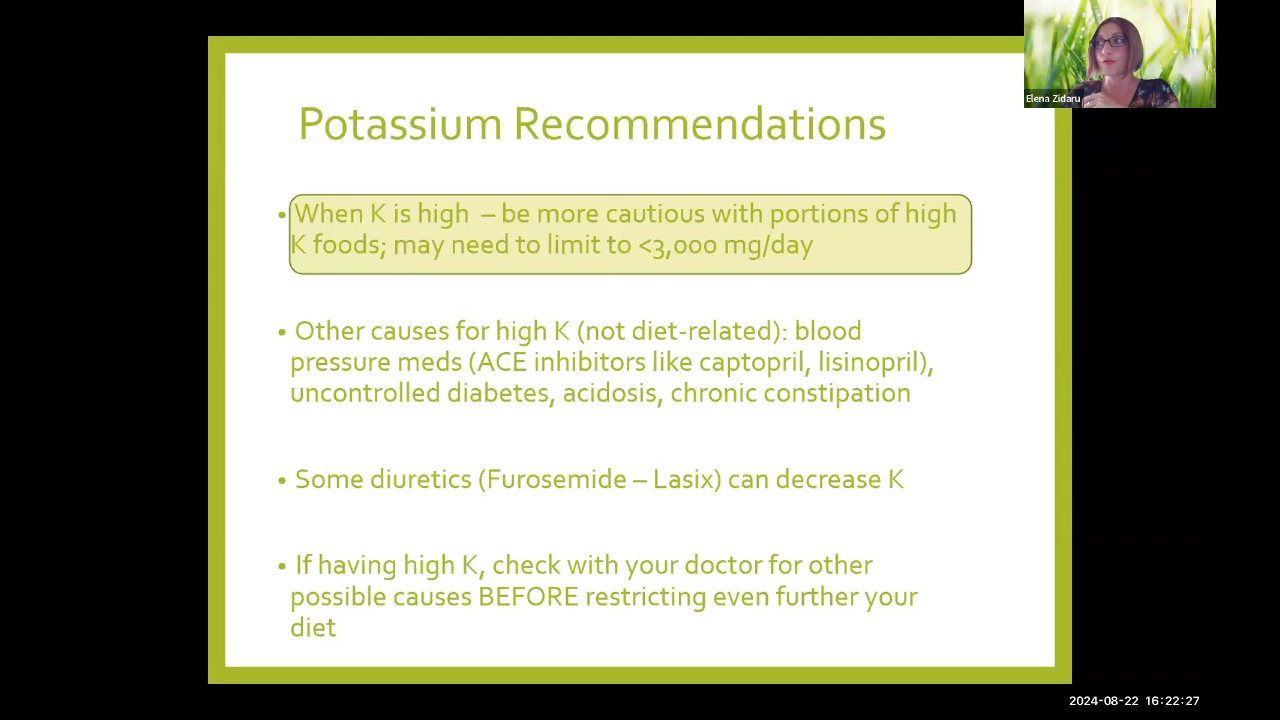 Elena Zidaru
Potassium Recommendations
• When K is high – be more cautious with portions of high
K foods; may need to limit to <3,000 mg/day
• Other causes for high K (not diet-related): blood
pressure meds (ACE inhibitors like captopril, lisinopril),
uncontrolled diabetes, acidosis, chronic constipation
• Some diuretics (Furosemide – Lasix) can decrease K
• If having high K, check with your doctor for other
possible causes BEFORE restricting even further your
diet
2024-08-22 16:22:27